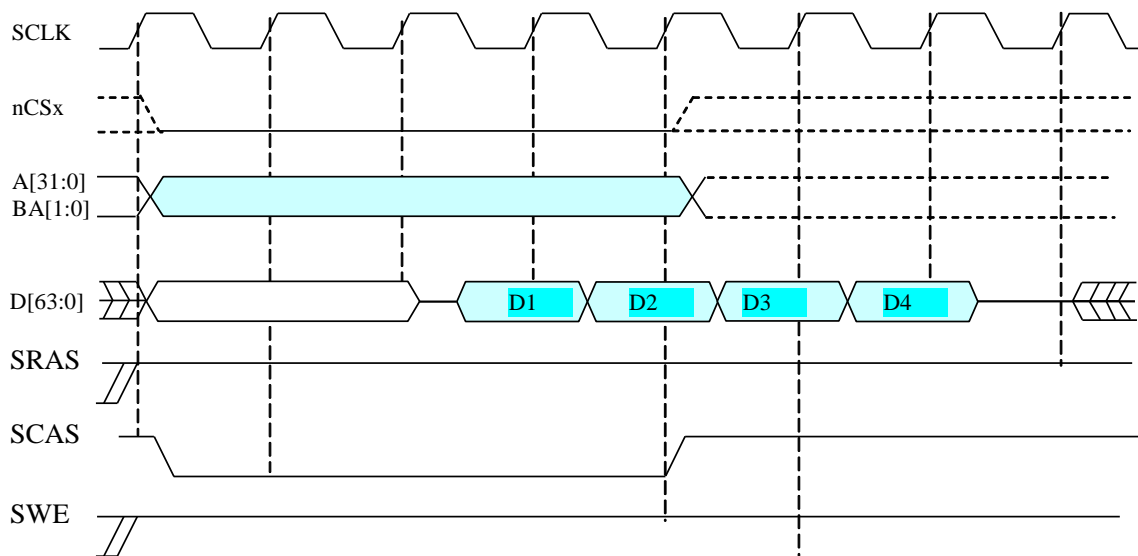 SCLK
nCSx
A[31:0]
BA[1:0]
D[63:0]
D1 D2 D3 D4
SRAS
SCAS
SWE